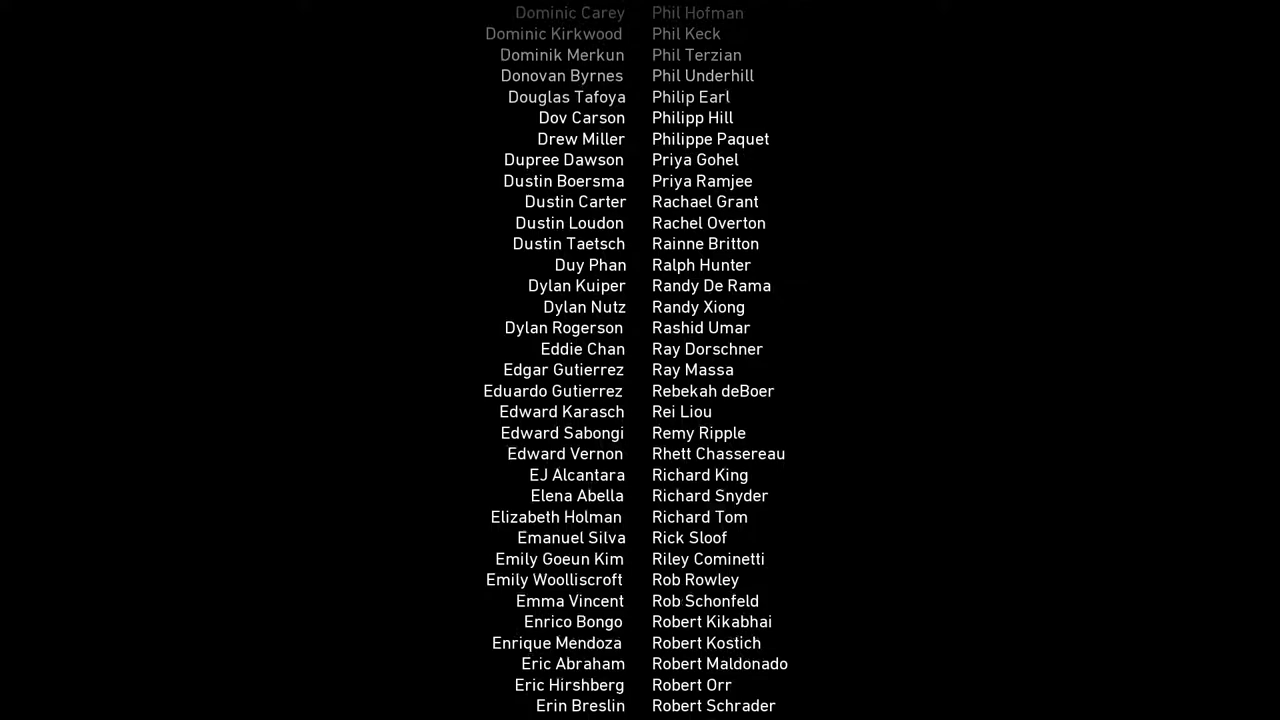 Dominic Carey Phil Hofman
Dominic Kirkwood Phil Keck
Dominik Merkun Phil Terzian
Donovan Byrnes Phil Underhill
Douglas Tafoya Philip Earl
Dov Carson Philipp Hill
Drew Miller Philippe Paquet
Dupree Dawson Priya Gohel
Dustin Boersma Priya Ramjee
Dustin Carter Rachael Grant
Dustin Loudon Rachel Overton
Dustin Taetsch Rainne Britton
Duy Phan Ralph Hunter
Dylan Kuiper Randy De Rama
Dylan Nutz Randy Xiong
Dylan Rogerson Rashid Umar
Eddie Chan Ray Dorschner
Edgar Gutierrez Ray Massa
Eduardo Gutierrez Rebekah deBoer
Edward Karasch Rei Liou
Edward Sabongi Remy Ripple
Edward Vernon Rhett Chassereau
EJ Alcantara Richard King
Elena Abella Richard Snyder
Elizabeth Holman Richard Tom
Emanuel Silva Rick Sloof
Emily Goeun Kim Riley Cominetti
Emily Woolliscroft Rob Rowley
Emma Vincent Rob Schonfeld
Enrico Bongo Robert Kikabhai
Enrique Mendoza Robert Kostich
Eric Abraham Robert Maldonado
Eric Hirshberg Robert Orr
Erin Breslin Robert Schrader